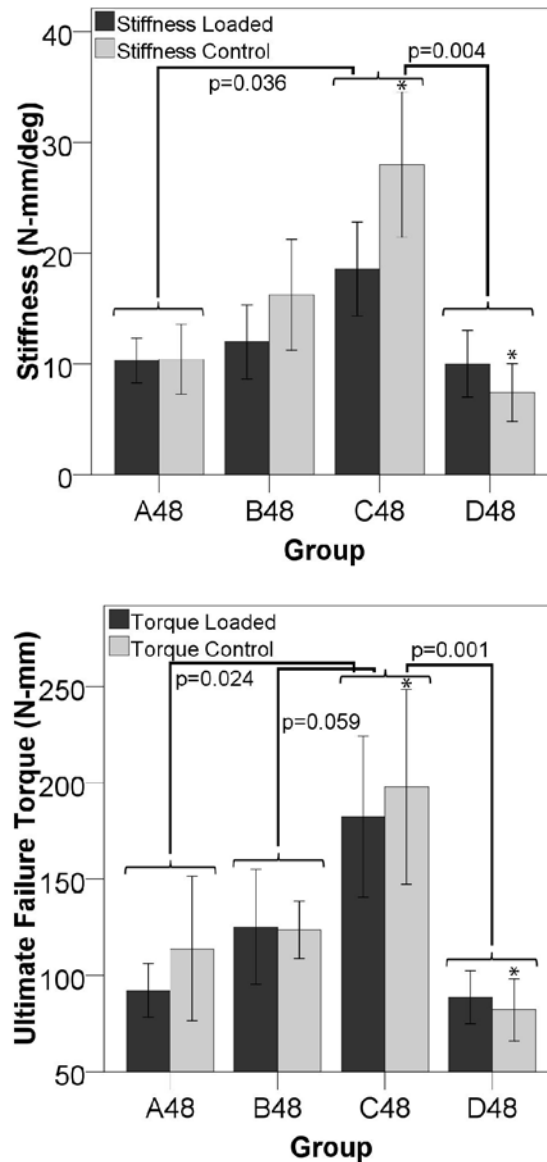 Stiffness Loaded
Stiffness Control
p=0.004
p=0.036
*
*
40
30
20
10
0
Stiffness (N-mm/deg)
A48 B48 C48 D48
Group
Torque Loaded
Torque Control
p=0.001
p=0.024
*
p=0.059
*
250
200
150
100
50
Ultimate Failure Torque (N-mm)
A48 B48 C48 D48
Group